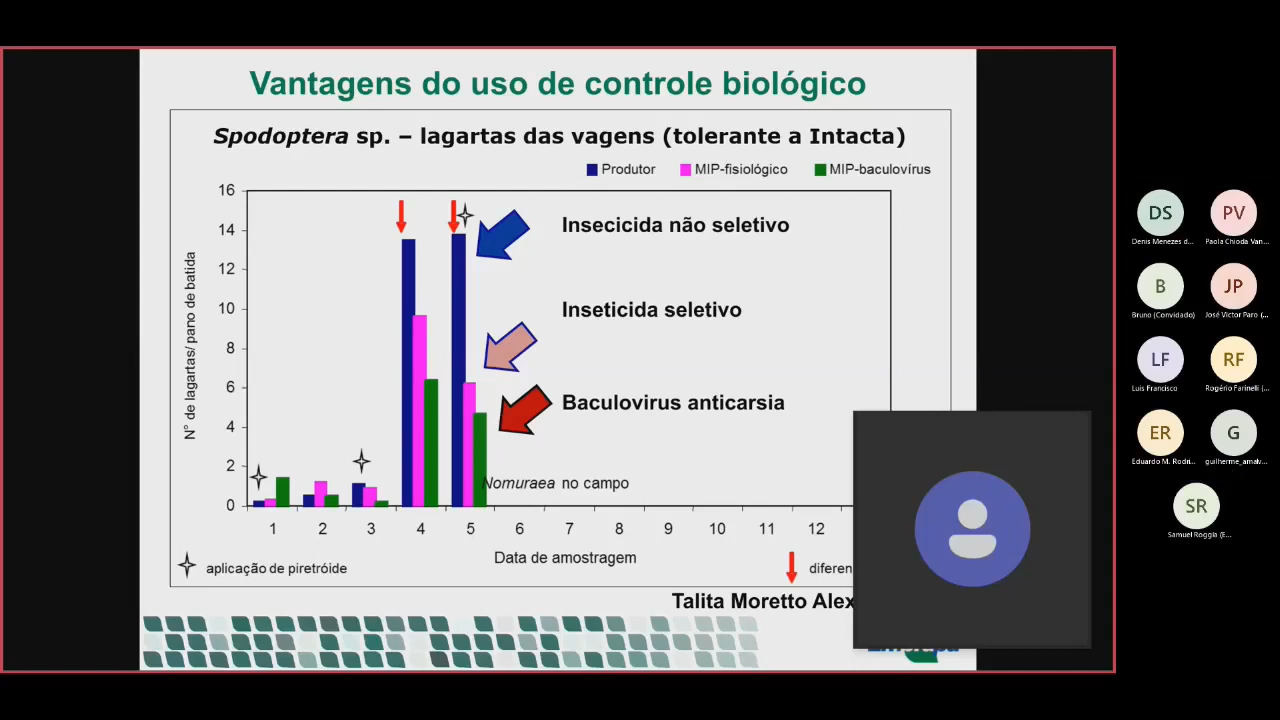 Vantagens do uso de controle biológico
Spodoptera sp. – lagartas das vagens (tolerante a Intacta)
Produtor MIP-fisiológico MIP-baculovírus
16
14
12
10
8
6
4
2
0
N° de lagartas/ pano de batida
Insecicida não seletivo
Inseticida seletivo
Baculovirus anticarsia
Nomuraea no campo
1 2 3 4 5 6 7 8 9 10 11 12
Data de amostragem
aplicação de piretróide
diferen
Talita Moretto Alex
DS
Denis Menezes d...
PV
Paola Chioda Van...
B
Bruno (Convidado)
JP
José Victor Paro (...
LF
Luis Francisco
RF
Rogério Farinelli (...
ER
Eduardo M. Rodri...
G
guilherme_amalv...
SR
Samuel Roggia (E...